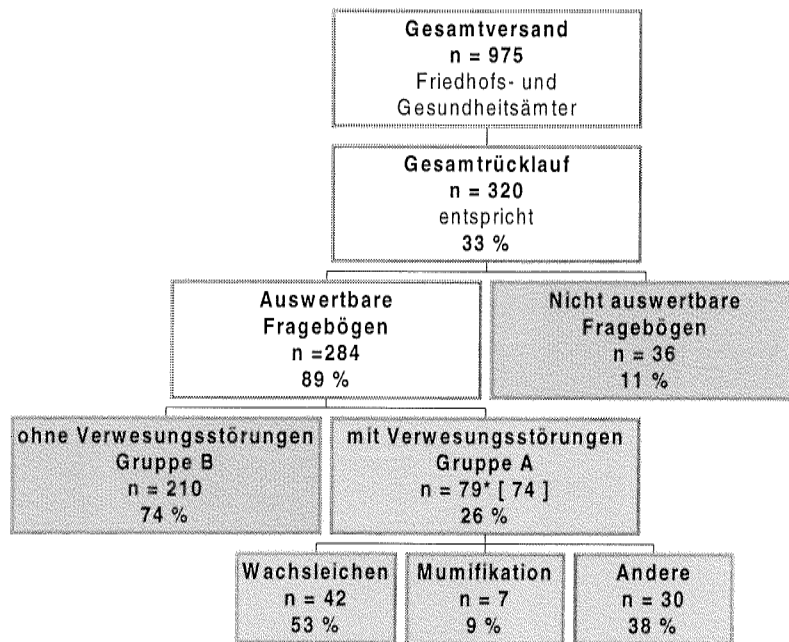 Gesamtversand
n = 975
Friedhofs- und
Gesundheitsämter
Gesamtrücklauf
n = 320
entspricht
33 %
Auswertbare
Fragebögen
n =284
89 %
Nicht auswertbare
Fragebögen
n = 36
11 %
ohne Verwesungsstörungen
Gruppe B
n = 210
74 %
mit Verwesungsstörungen
Gruppe A
n = 79* [ 74 ]
26 %
Wachsleichen
n = 42
53 %
Mumifikation
n = 7
9 %
Andere
n = 30
38 %